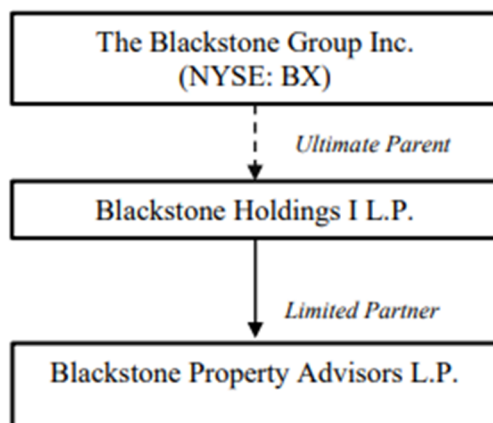 The Blackstone Group Inc.
(NYSE: BX)
Ultimate Parent
Blackstone Holdings I L.P.
Limited Partner
Blackstone Property Advisors L.P.